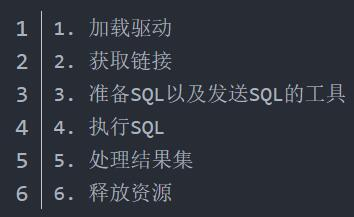 1 1. 加载驱动
2 2. 获取链接
3 3. 准备SQL以及发送SQL的工具
4 4. 执行SQL
5 5. 处理结果集
6 6. 释放资源